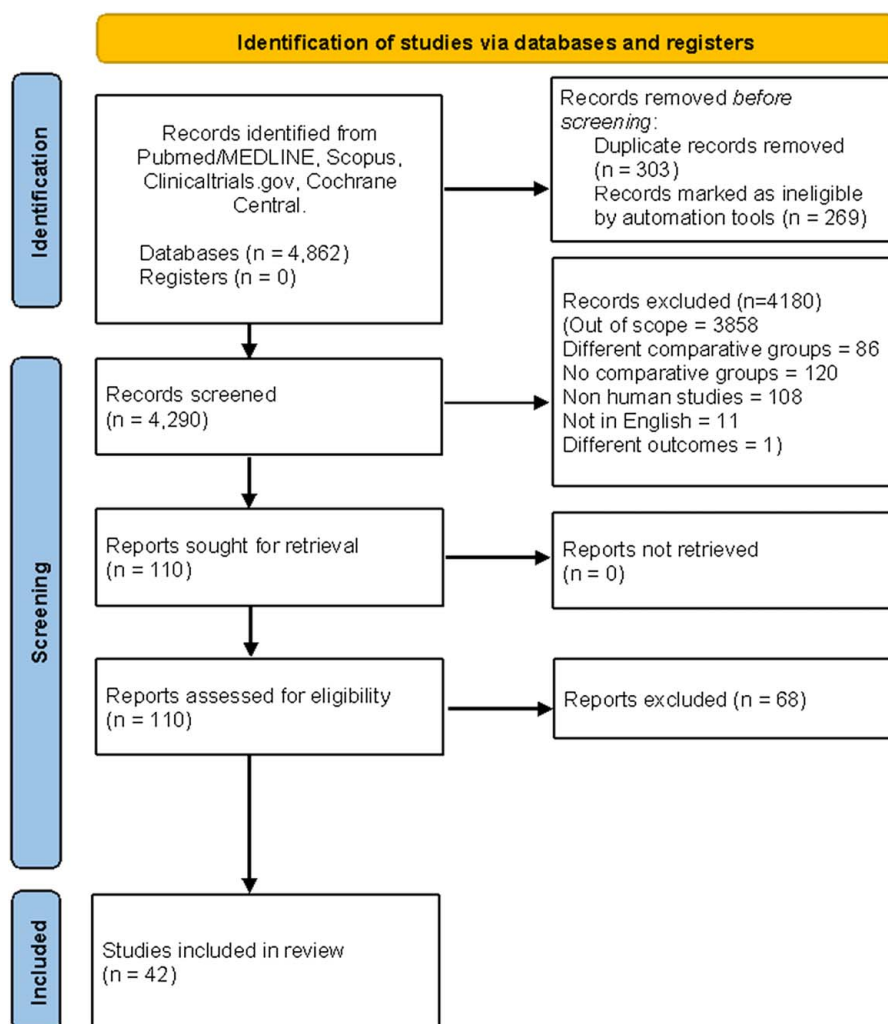 Identification of studies via databases and registers
Identification
Records identified from
Pubmed/MEDLINE, Scopus,
Clinicaltrials.gov, Cochrane
Central.
Databases (n = 4,862)
Registers (n = 0)
Records removed before
screening:
Duplicate records removed
(n = 303)
Records marked as ineligible
by automation tools (n = 269)
Screening
Records screened
(n = 4,290)
Records excluded (n=4180)
(Out of scope = 3858
Different comparative groups = 86
No comparative groups = 120
Non human studies = 108
Not in English = 11
Different outcomes = 1)
Reports sought for retrieval
(n = 110)
Reports not retrieved
(n = 0)
Reports assessed for eligibility
(n = 110)
Reports excluded (n = 68)
Included
Studies included in review
(n = 42)